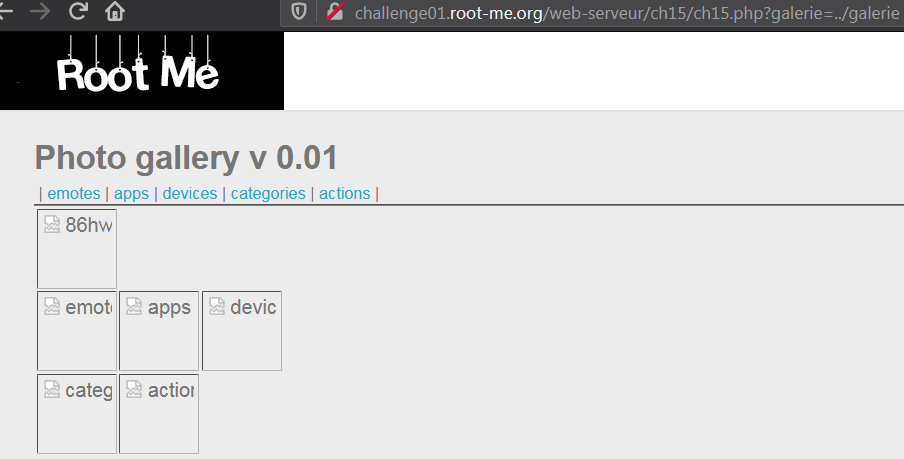 challenge01.root-me.org/web-serveur/ch15/ch15.php?galerie=../galerie
Root Me
Photo gallery v 0.01
| emotes | apps | devices | categories | actions |
86hw
emote apps devic
categ action